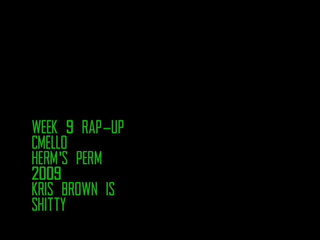 WEEK 9 RAP-UP
CMELLO
HERM'S PERM
2009
KRIS BROWN IS
SHITTY